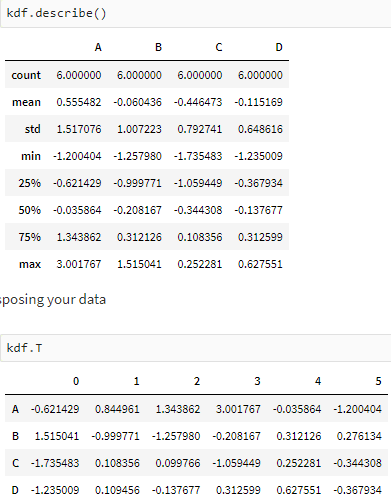 kdf.describe()
A B C D
count 6.000000 6.000000 6.000000 6.000000
mean 0.555482 -0.060436 -0.446473 -0.115169
std 1.517076 1.007223 0.792741 0.648616
min -1.200404 -1.257980 -1.735483 -1.235009
25% -0.621429 -0.999771 -1.059449 -0.367934
50% -0.035864 -0.208167 -0.344308 -0.137677
75% 1.343862 0.312126 0.108356 0.312599
max 3.001767 1.515041 0.252281 0.627551
sposing your data
kdf.T
0 1 2 3 4 5
A -0.621429 0.844961 1.343862 3.001767 -0.035864 -1.200404
B 1.515041 -0.999771 -1.257980 -0.208167 0.312126 0.276134
C -1.735483 0.108356 0.099766 -1.059449 0.252281 -0.344308
D -1.235009 0.109456 -0.137677 0.312599 0.627551 -0.367934